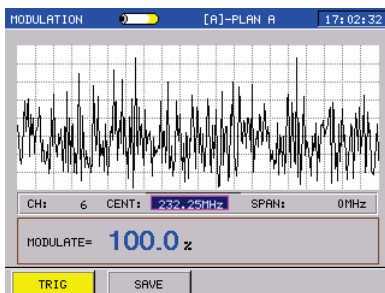 MODULATION [A]-PLAN A 17:02:32
CH: 6 CENT: 232.25MHz SPAN: 0MHz
MODULATE= 100.0 %
TRIG SAVE